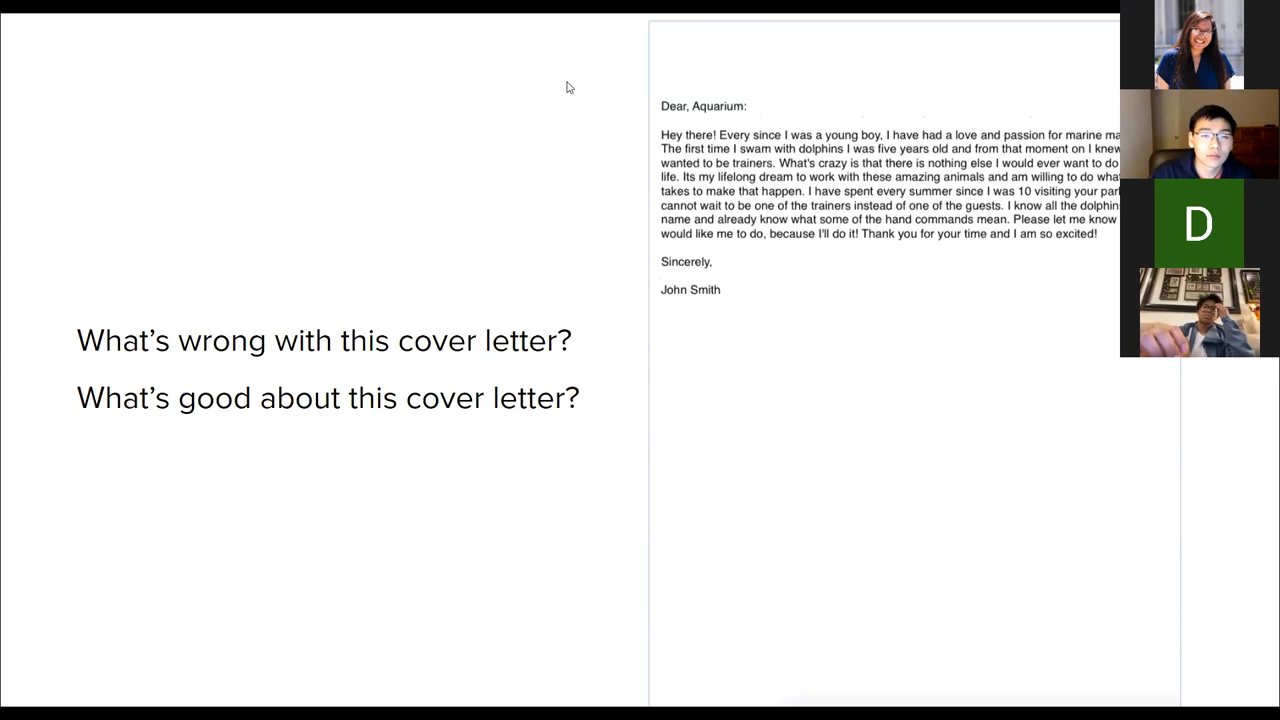 Dear, Aquarium:
Hey there! Every since I was a young boy, I have had a love and passion for marine
The first time I swam with dolphins I was five years old and from that moment on I knew
wanted to be trainers. What's crazy is that there is nothing else I would ever want to do
life. Its my lifelong dream to work with these amazing animals and am willing to do
takes to make that happen. I have spent every summer since I was 10 visiting your
cannot wait to be one of the trainers instead of one of the guests. I know all the
name and already know what some of the hand commands mean. Please let me know
would like me to do, because I'll do it! Thank you for your time and I am so excited!
Sincerely,
John Smith
What's wrong with this cover letter?
What's good about this cover letter?
D